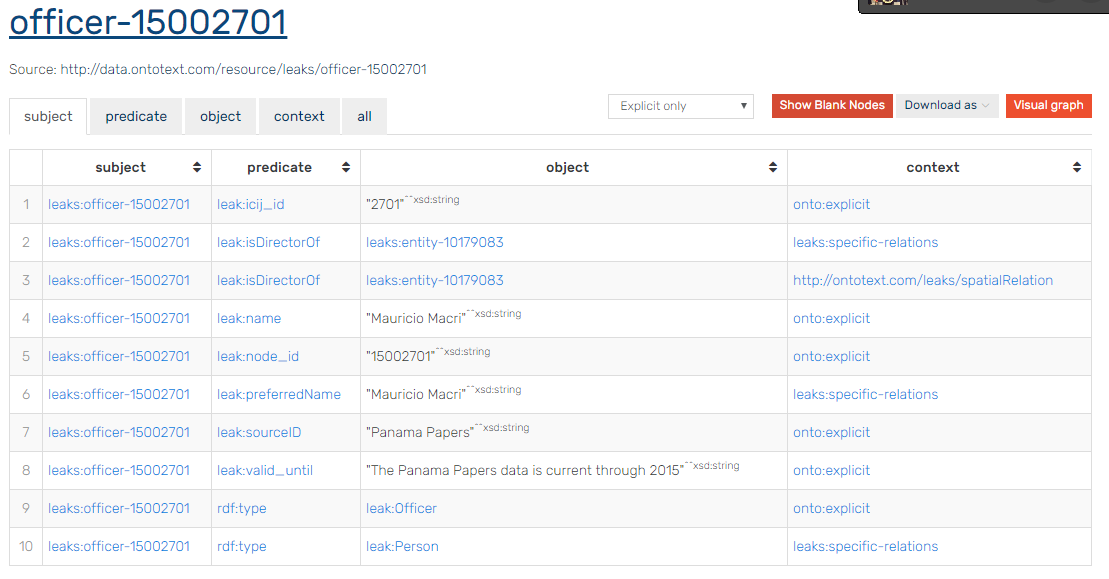 officer-15002701
Source: http://data.ontotext.com/resource/leaks/officer-15002701
subject predicate object context all Explicit only Show Blank Nodes Download as Visual graph
subject predicate object context
1 leaks:officer-15002701 leak:icij_id "2701"^^xsd:string onto:explicit
2 leaks:officer-15002701 leak:isDirectorOf leaks:entity-10179083 leaks:specific-relations
3 leaks:officer-15002701 leak:isDirectorOf leaks:entity-10179083 http://ontotext.com/leaks/spatialRelation
4 leaks:officer-15002701 leak:name "Mauricio Macri"^^xsd:string onto:explicit
5 leaks:officer-15002701 leak:node_id "15002701"^^xsd:string onto:explicit
6 leaks:officer-15002701 leak:preferredName "Mauricio Macri"^^xsd:string leaks:specific-relations
7 leaks:officer-15002701 leak:sourceID "Panama Papers"^^xsd:string onto:explicit
8 leaks:officer-15002701 leak:valid_until "The Panama Papers data is current through 2015"^^xsd:string onto:explicit
9 leaks:officer-15002701 rdf:type leak:Officer onto:explicit
10 leaks:officer-15002701 rdf:type leak:Person leaks:specific-relations